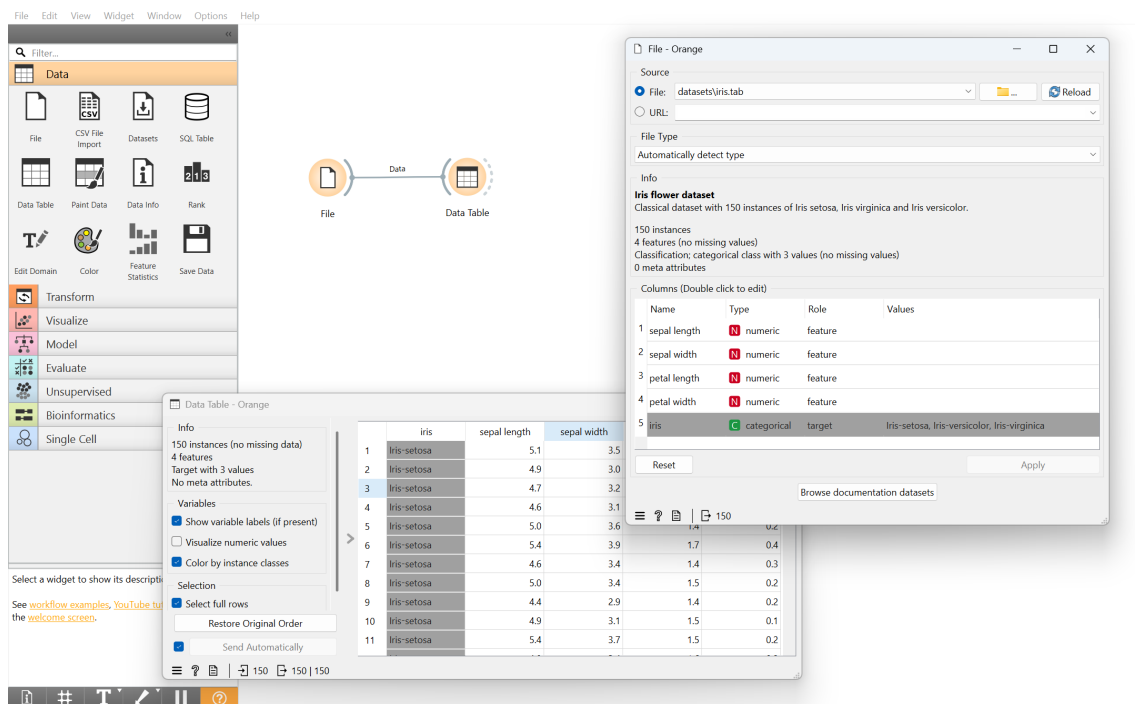 File Edit View Widget Window Options Help
Filter...
Data
File
CSV File Import
Datasets
SQL Table
Data Table
Paint Data
Data Info
Rank
Edit Domain
Color
Feature Statistics
Save Data
Transform
Visualize
Model
Evaluate
Unsupervised
Bioinformatics
Single Cell
Select a widget to show its descripti
See workflow examples, YouTube tut
the welcome screen.
File
Data
Data Table
File - Orange
Source
File: datasets\iris.tab
... Reload
URL:
File Type
Automatically detect type
Info
Iris flower dataset
Classical dataset with 150 instances of Iris setosa, Iris virginica and Iris versicolor.
150 instances
4 features (no missing values)
Classification; categorical class with 3 values (no missing values)
0 meta attributes
Columns (Double click to edit)
Name Type Role Values
1 sepal length N numeric feature
2 sepal width N numeric feature
3 petal length N numeric feature
4 petal width N numeric feature
5 iris C categorical target Iris-setosa, Iris-versicolor, Iris-virginica
Reset Apply
Browse documentation datasets
150
Data Table - Orange
Info
150 instances (no missing data)
4 features
Target with 3 values
No meta attributes.
Variables
Show variable labels (if present)
Visualize numeric values
Color by instance classes
Selection
Select full rows
Restore Original Order
Send Automatically
150 150 | 150
iris sepal length sepal width
1 Iris-setosa 5.1 3.5
2 Iris-setosa 4.9 3.0
3 Iris-setosa 4.7 3.2
4 Iris-setosa 4.6 3.1
5 Iris-setosa 5.0 3.6 1.4 0.2
6 Iris-setosa 5.4 3.9 1.7 0.4
7 Iris-setosa 4.6 3.4 1.4 0.3
8 Iris-setosa 5.0 3.4 1.5 0.2
9 Iris-setosa 4.4 2.9 1.4 0.2
10 Iris-setosa 4.9 3.1 1.5 0.1
11 Iris-setosa 5.4 3.7 1.5 0.2